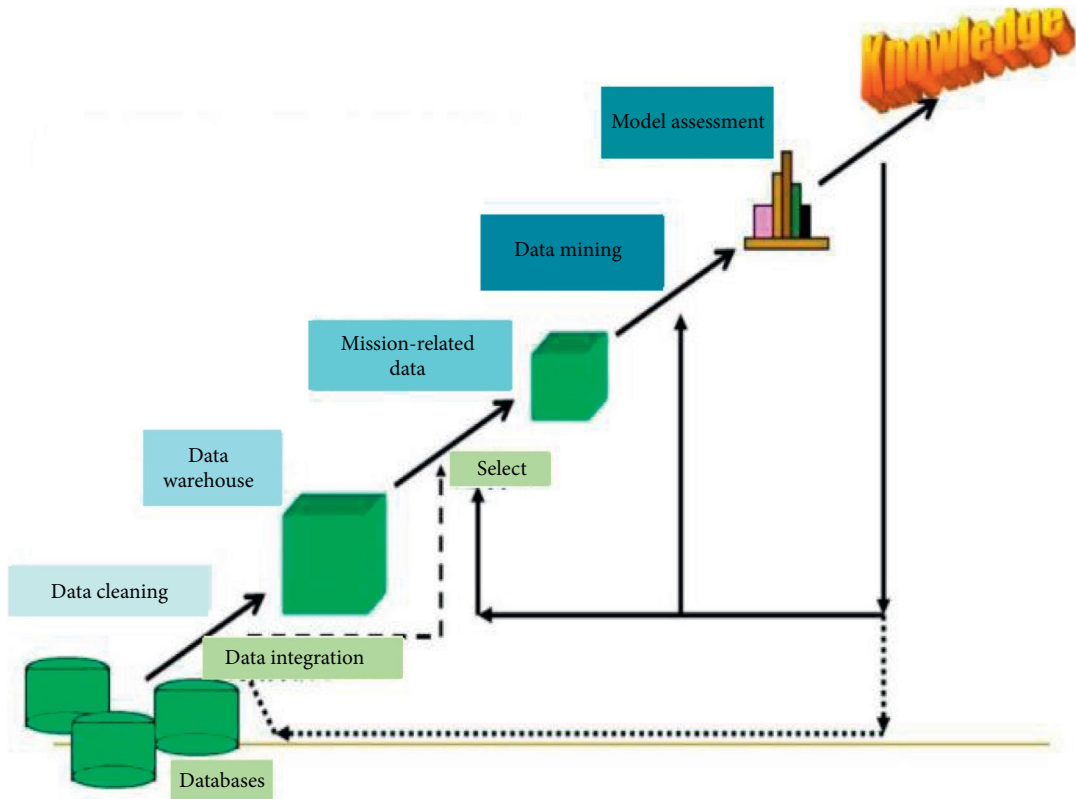 Knowledge
Model assessment
Data mining
Mission-related
data
Data
warehouse
Select
Data cleaning
Data integration
Databases